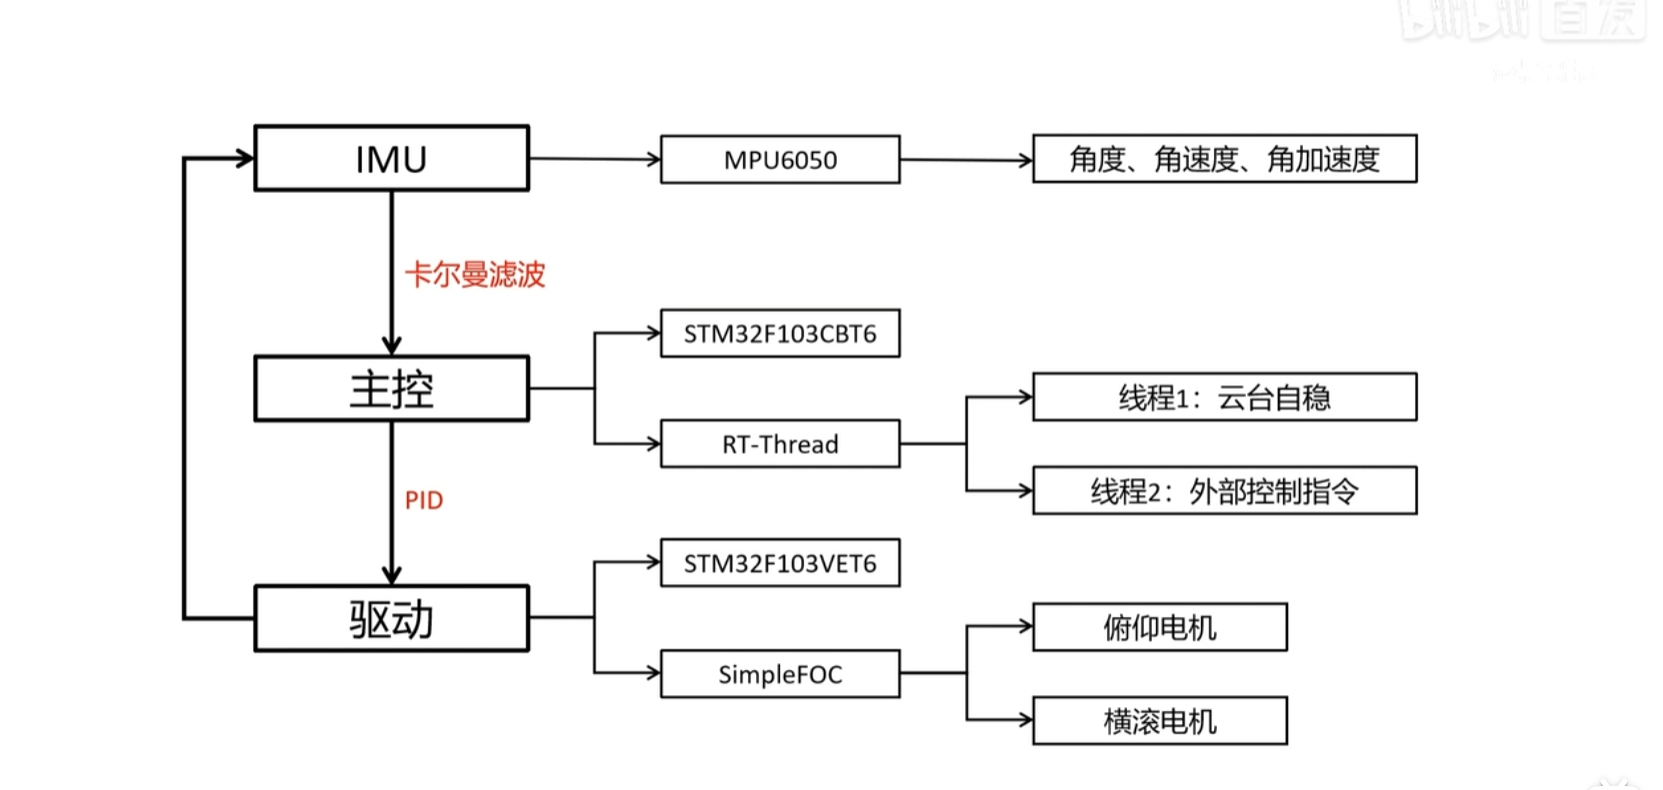 bilibili 首发
IMU
MPU6050
角度、角速度、角加速度
卡尔曼滤波
STM32F103CBT6
主控
线程1：云台自稳
RT-Thread
线程2：外部控制指令
PID
STM32F103VET6
驱动
俯仰电机
SimpleFOC
横滚电机